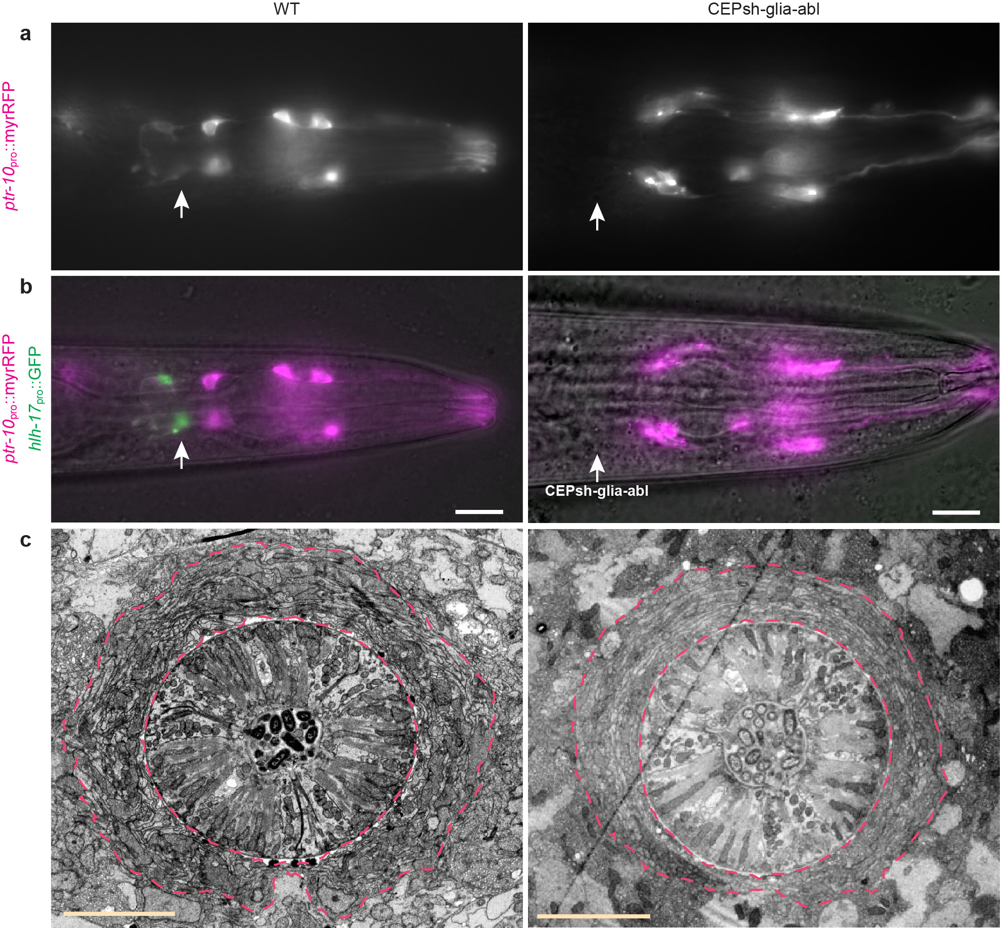 WT
CEPsh-glia-abl
a
ptr-10pro::myrRFP
b
ptr-10pro::myrRFP
hlh-17pro::GFP
CEPsh-glia-abl
c